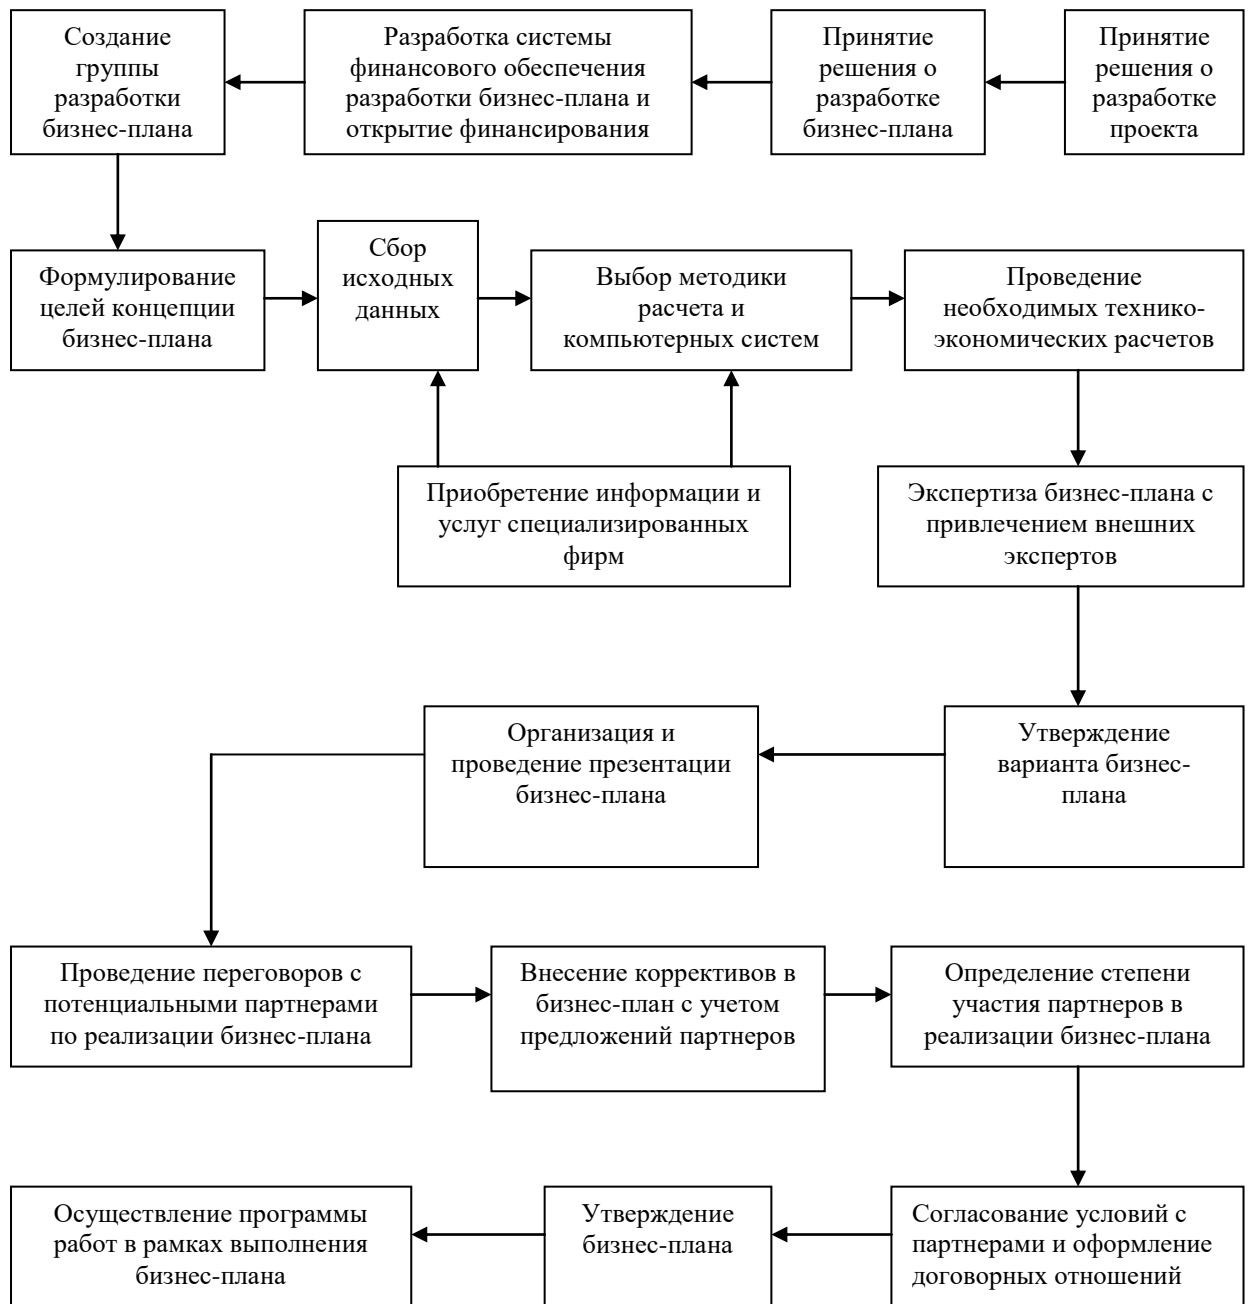 Создание
группы
разработки
бизнес-плана
Разработка системы
финансового обеспечения
разработки бизнес-плана и
открытие финансирования
Принятие
решения о
разработке
бизнес-плана
Принятие
решения о
разработке
проекта
Формулирование
целей концепции
бизнес-плана
Сбор
исходных
данных
Выбор методики
расчета и
компьютерных систем
Проведение
необходимых технико-
экономических расчетов
Приобретение информации и
услуг специализированных
фирм
Экспертиза бизнес-плана с
привлечением внешних
экспертов
Организация и
проведение презентации
бизнес-плана
Утверждение
варианта бизнес-
плана
Проведение переговоров с
потенциальными партнерами
по реализации бизнес-плана
Внесение коррективов в
бизнес-план с учетом
предложений партнеров
Определение степени
участия партнеров в
реализации бизнес-плана
Осуществление программы
работ в рамках выполнения
бизнес-плана
Утверждение
бизнес-плана
Согласование условий с
партнерами и оформление
договорных отношений